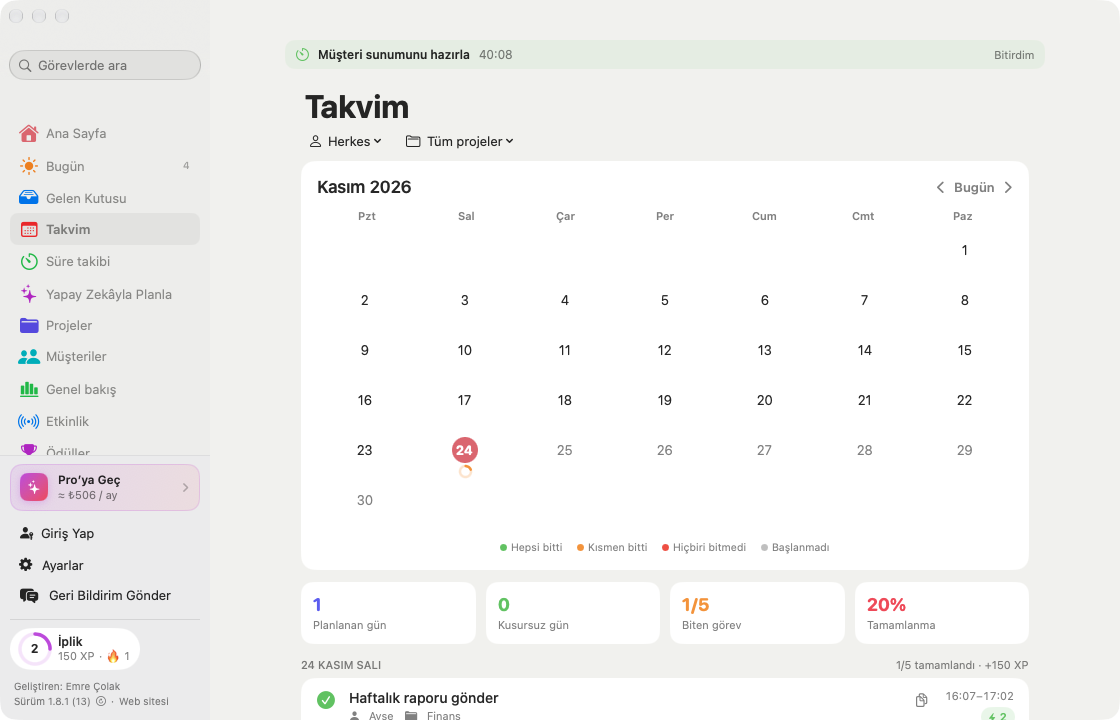 Görevlerde ara
Ana Sayfa
Bugün 4
Gelen Kutusu
Takvim
Süre takibi
Yapay Zekâyla Planla
Projeler
Müşteriler
Genel bakış
Etkinlik
Ödüller
Pro'ya Geç
≈ ₺506 / ay
Giriş Yap
Ayarlar
Geri Bildirim Gönder
2
İplik
150 XP · 🔥 1
Geliştiren: Emre Çolak
Sürüm 1.8.1 (13) · Web sitesi
Müşteri sunumunu hazırla 40:08 Bitirdim
Takvim
Herkes Tüm projeler
Kasım 2026 Bugün
Pzt Sal Çar Per Cum Cmt Paz
1
2 3 4 5 6 7 8
9 10 11 12 13 14 15
16 17 18 19 20 21 22
23 24 25 26 27 28 29
30
Hepsi bitti Kısmen bitti Hiçbiri bitmedi Başlanmadı
1 0 1/5 20%
Planlanan gün Kusursuz gün Biten görev Tamamlanma
24 KASIM SALI 1/5 tamamlandı · +150 XP
Haftalık raporu gönder 16:07–17:02
Ayşe Finans 2